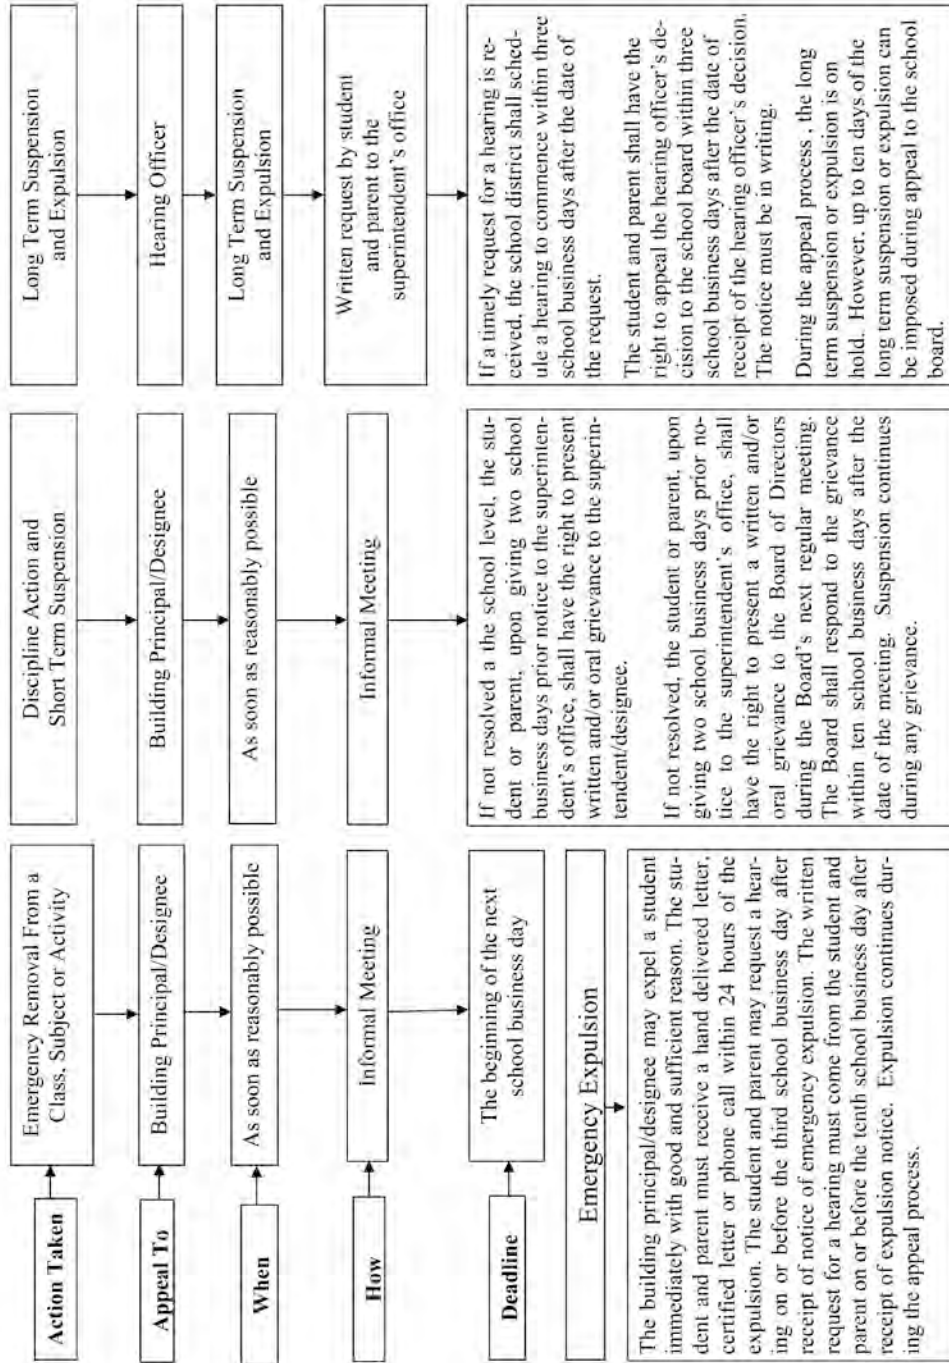 Action Taken
Appeal To
When
How
Deadline
Emergency Removal From a
Class, Subject or Activity
Building Principal/Designee
As soon as reasonably possible
Informal Meeting
The beginning of the next
school business day
Emergency Expulsion
The building principal/designee may expel a student
immediately with good and sufficient reason. The stu-
dent and parent must receive a hand delivered letter,
certified letter or phone call within 24 hours of the
expulsion. The student and parent may request a hear-
ing on or before the third school business day after
receipt of notice of emergency expulsion. The written
request for a hearing must come from the student and
parent on or before the tenth school business day after
receipt of expulsion notice. Expulsion continues dur-
ing the appeal process.
Discipline Action and
Short Term Suspension
Building Principal/Designee
As soon as reasonably possible
Informal Meeting
If not resolved a the school level, the stu-
dent or parent, upon giving two school
business days prior notice to the superinten-
dent's office, shall have the right to present
written and/or oral grievance to the superin-
tendent/designee.
If not resolved, the student or parent, upon
giving two school business days prior no-
tice to the superintendent's office, shall
have the right to present a written and/or
oral grievance to the Board of Directors
during the Board's next regular meeting.
The Board shall respond to the grievance
within ten school business days after the
date of the meeting. Suspension continues
during any grievance.
Long Term Suspension
and Expulsion
Hearing Officer
Long Term Suspension
and Expulsion
Written request by student
and parent to the
superintendent's office
If a timely request for a hearing is re-
ceived, the school district shall sched-
ule a hearing to commence within three
school business days after the date of
the request.
The student and parent shall have the
right to appeal the hearing officer's de-
cision to the school board within three
school business days after the date of
receipt of the hearing officer's decision.
The notice must be in writing.
During the appeal process , the long
term suspension or expulsion is on
hold. However, up to ten days of the
long term suspension or expulsion can
be imposed during appeal to the school
board.